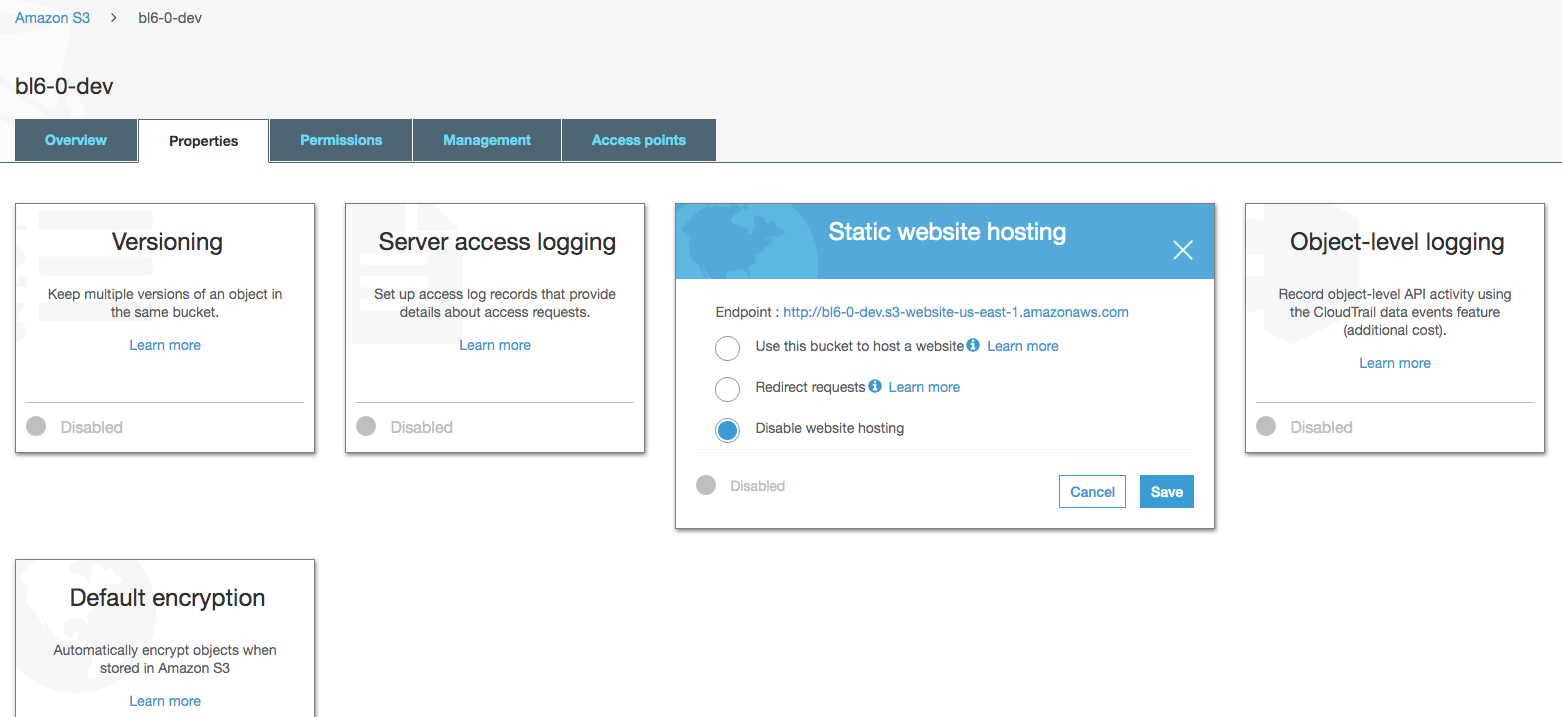 Amazon S3 > bl6-0-dev
bl6-0-dev
Overview
Properties
Permissions
Management
Access points
Versioning
Keep multiple versions of an object in
the same bucket.
Learn more
Disabled
Server access logging
Set up access log records that provide
details about access requests.
Learn more
Disabled
Static website hosting
Endpoint : http://bl6-0-dev.s3-website-us-east-1.amazonaws.com
Use this bucket to host a website Learn more
Redirect requests Learn more
Disable website hosting
Disabled
Cancel
Save
Object-level logging
Record object-level API activity using
the CloudTrail data events feature
(additional cost).
Learn more
Disabled
Default encryption
Automatically encrypt objects when
stored in Amazon S3
Learn more